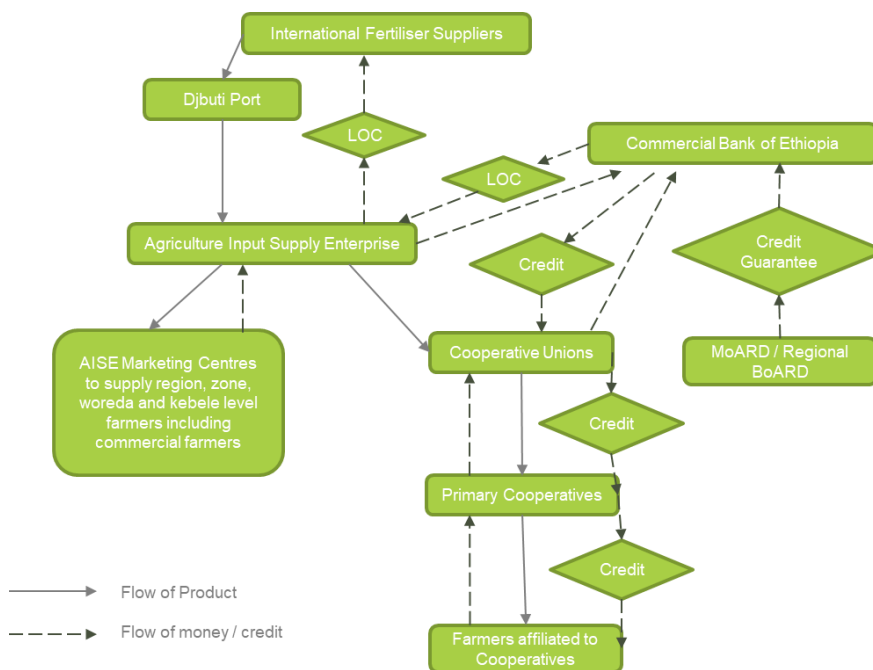 International Fertiliser Suppliers
Djbuti Port
LOC
Commercial Bank of Ethiopia
LOC
Agriculture Input Supply Enterprise
Credit
Credit
Guarantee
AISE Marketing Centres
to supply region, zone,
woreda and kebele level
farmers including
commercial farmers
Cooperative Unions
MoARD / Regional
BoARD
Credit
Primary Cooperatives
Credit
Flow of Product
Flow of money / credit
Farmers affiliated to
Cooperatives